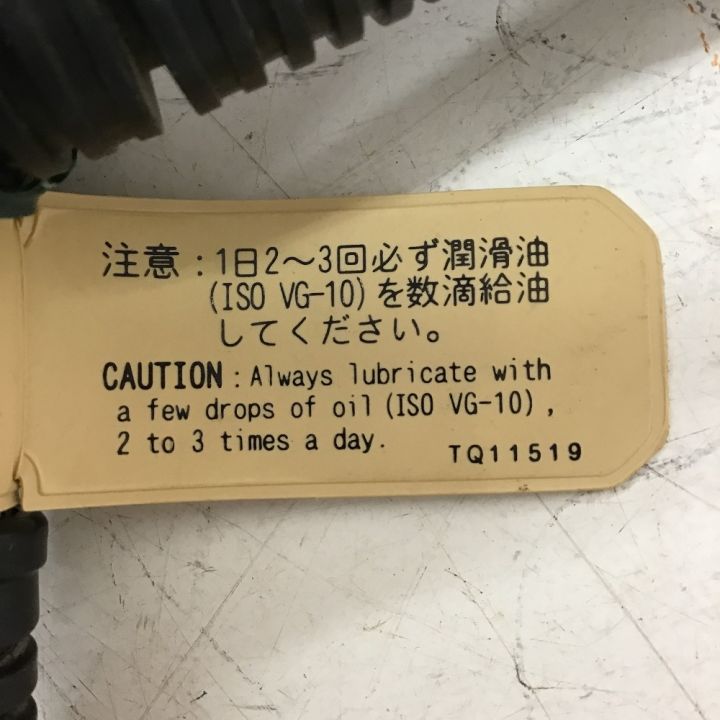 注意:1日2〜3回必ず潤滑油
(ISO VG-10)を数滴給油
してください。
CAUTION: Always lubricate with
a few drops of oil (ISO VG-10),
2 to 3 times a day.
TQ11519